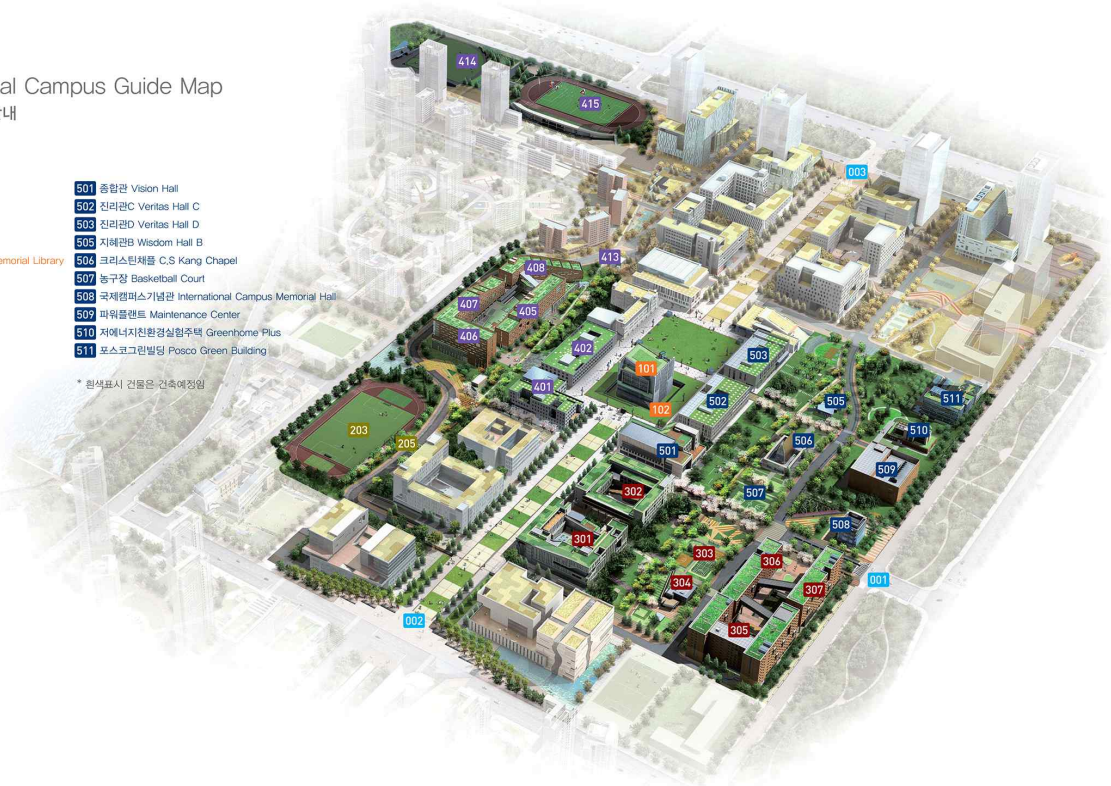 al Campus Guide Map
내
501 종합관 Vision Hall
502 진리관C Veritas Hall C
503 진리관D Veritas Hall D
505 지혜관B Wisdom Hall B
emorial Library
506 크리스틴채플 C,S Kang Chapel
507 농구장 Basketball Court
508 국제캠퍼스기념관 International Campus Memorial Hall
509 파워플랜트 Maintenance Center
510 저에너지친환경실험주택 Greenhome Plus
511 포스코그린빌딩 Posco Green Building
* 흰색표시 건물은 건축예정임
414
415
003
413
408
407
405
406
402
503
101
401
102
502
505
511
203
205
501
506
510
509
302
507
508
301
303
306
304
307
001
305
002